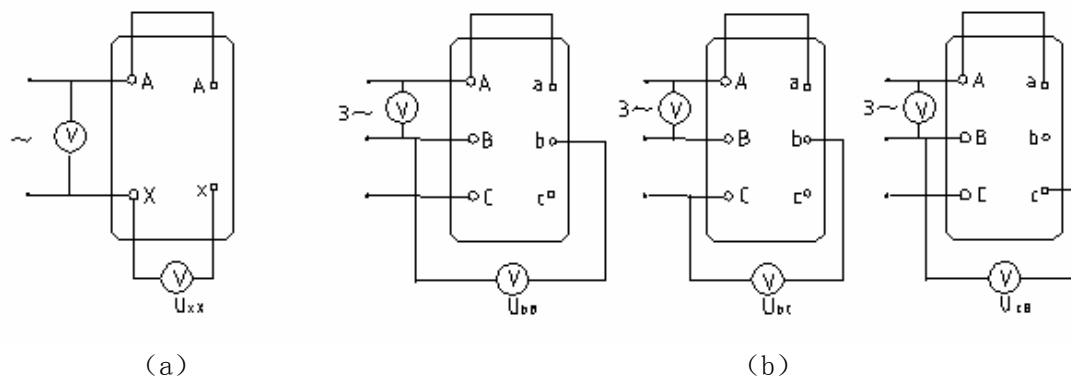 A A
V
~
X x
V
Uxx
A a
3~ V
B b
C c
V
UbB
A a
3~ V
B b
C c
V
UbC
A a
3~ V
B b
C c
V
UcB
(a)
(b)